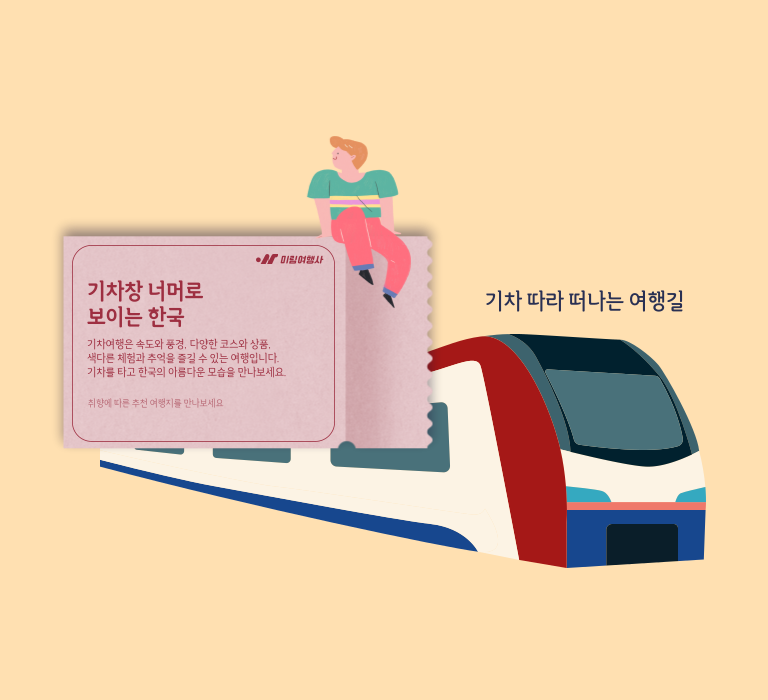 미림여행사
기차창 너머로
보이는 한국
기차여행은 속도와 풍경, 다양한 코스와 상품,
색다른 체험과 추억을 즐길 수 있는 여행입니다.
기차를 타고 한국의 아름다운 모습을 만나보세요.
취향에 따른 추천 여행지를 만나보세요
기차 따라 떠나는 여행길